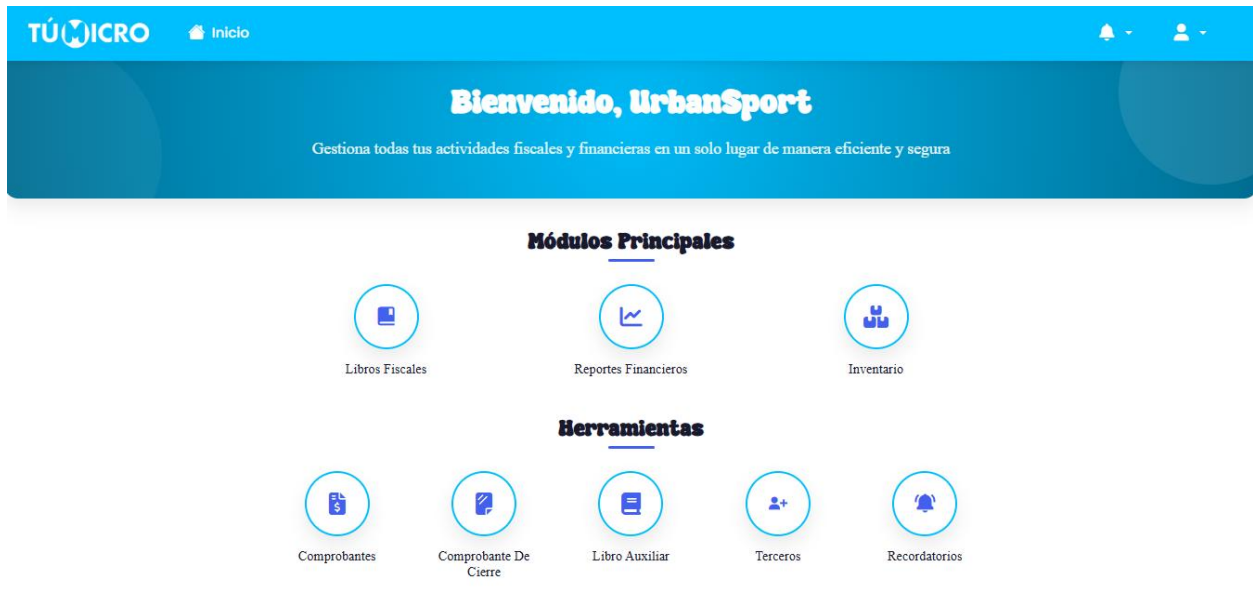 TÚMICRO Inicio
Bienvenido, UrbanSport
Gestiona todas tus actividades fiscales y financieras en un solo lugar de manera eficiente y segura
Módulos Principales
Libros Fiscales Reportes Financieros Inventario
Herramientas
Comprobantes Comprobante De Libro Auxiliar Terceros Recordatorios
Cierre